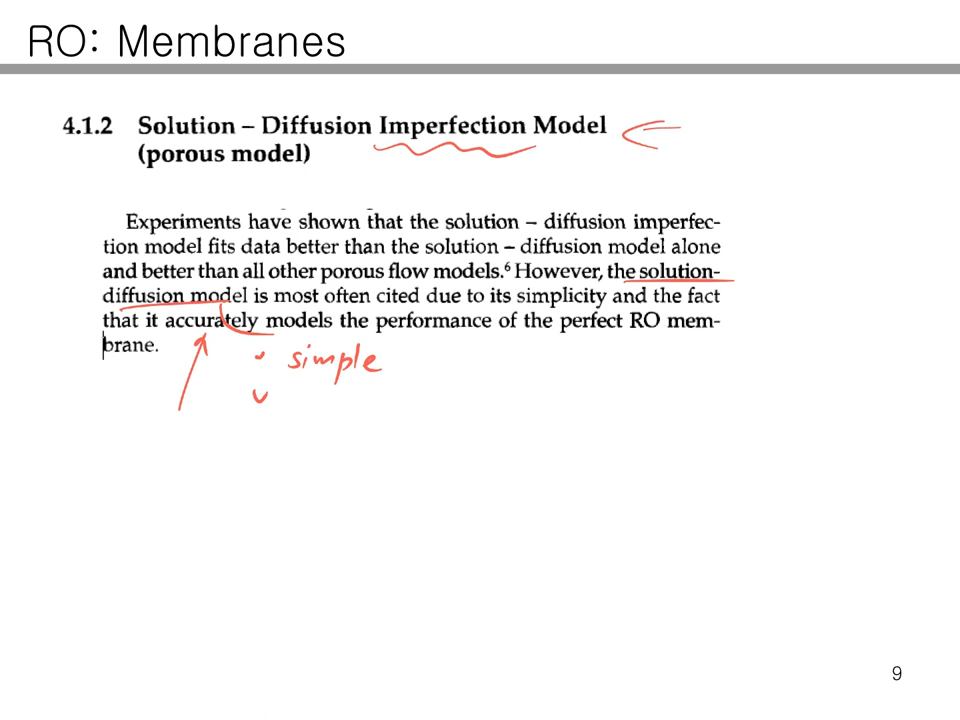 RO: Membranes
4.1.2 Solution – Diffusion Imperfection Model
(porous model)
Experiments have shown that the solution – diffusion imperfec-
tion model fits data better than the solution – diffusion model alone
and better than all other porous flow models.6 However, the solution-
diffusion model is most often cited due to its simplicity and the fact
that it accurately models the performance of the perfect RO mem-
brane.
simple
9